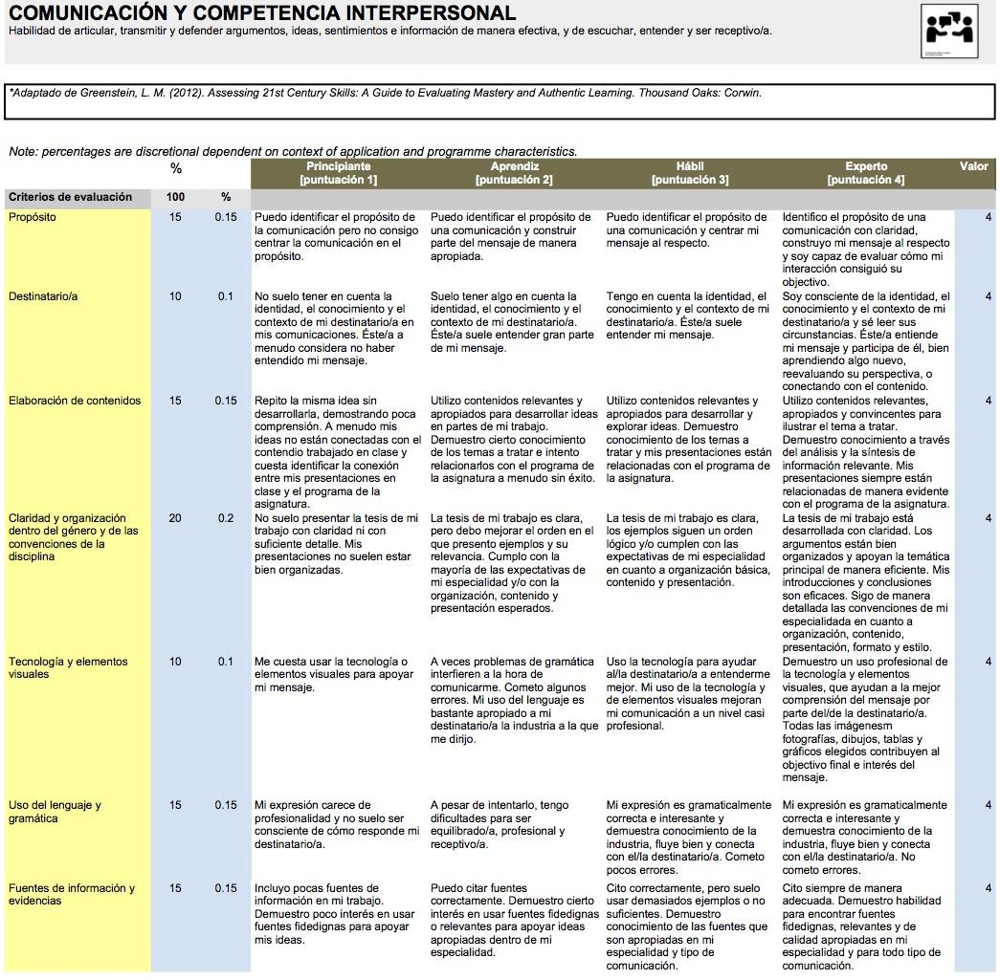 COMUNICACIÓN Y COMPETENCIA INTERPERSONAL
Habilidad de articular, transmitir y defender argumentos, ideas, sentimientos e información de manera efectiva, y de escuchar, entender y ser receptivo/a.
*Adaptado de Greenstein, L. M. (2012). Assessing 21st Century Skills: A Guide to Evaluating Mastery and Authentic Learning. Thousand Oaks: Corwin.
Note: percentages are discretional dependent on context of application and programme characteristics.
%
Principiante
[puntuación 1]
Aprendiz
[puntuación 2]
Hábil
[puntuación 3]
Experto
[puntuación 4]
Valor
Criterios de evaluación 100 %
Propósito
15
0.15
Puedo identificar el propósito de
la comunicación pero no consigo
centrar la comunicación en el
propósito.
Puedo identificar el propósito de
una comunicación y construir
parte del mensaje de manera
apropiada.
Puedo identificar el propósito de
una comunicación y centrar mi
mensaje al respecto.
Identifico el propósito de una
comunicación con claridad,
construyo mi mensaje al respecto
y soy capaz de evaluar cómo mi
interacción consiguió su
objectivo.
4
Destinatario/a
10
0.1
No suelo tener en cuenta la
identidad, el conocimiento y el
contexto de mi destinatario/a en
mis comunicaciones. Éste/a a
menudo considera no haber
entendido mi mensaje.
Suelo tener algo en cuenta la
identidad, el conocimiento y el
contexto de mi destinatario/a.
Éste/a suele entender gran parte
de mi mensaje.
Tengo en cuenta la identidad, el
conocimiento y el contexto de mi
destinatario/a. Éste/a suele
entender mi mensaje.
Soy consciente de la identidad, el
conocimiento y el contexto de mi
destinatario/a y sé leer sus
circunstancias. Éste/a entiende
mi mensaje y participa de él, bien
aprendiendo algo nuevo,
reevaluando su perspectiva, o
conectando con el contenido.
4
Elaboración de contenidos
15
0.15
Repito la misma idea sin
desarrollarla, demostrando poca
comprensión. A menudo mis
ideas no están conectadas con el
contendio trabajado en clase y
cuesta identificar la conexión
entre mis presentaciones en
clase y el programa de la
asignatura.
Utilizo contenidos relevantes y
apropiados para desarrollar ideas
en partes de mi trabajo.
Demuestro cierto conocimiento
de los temas a tratar e intento
relacionarlos con el programa de
la asignatura a menudo sin éxito.
Utilizo contenidos relevantes y
apropiados para desarrollar y
explorar ideas. Demuestro
conocimiento de los temas a
tratar y mis presentaciones están
relacionadas con el programa de
la asignatura.
Utilizo contenidos relevantes,
apropiados y convincentes para
ilustrar el tema a tratar.
Demuestro conocimiento a través
del análisis y la síntesis de
información relevante. Mis
presentaciones siempre están
relacionadas de manera evidente
con el programa de la asignatura.
4
Claridad y organización
dentro del género y de las
convenciones de la
disciplina
20
0.2
No suelo presentar la tesis de mi
trabajo con claridad ni con
suficiente detalle. Mis
presentaciones no suelen estar
bien organizadas.
La tesis de mi trabajo es clara,
pero debo mejorar el orden en el
que presento ejemplos y su
relevancia. Cumplo con la
mayoría de las expectativas de
mi especialidad y/o con la
organización, contenido y
presentación esperados.
La tesis de mi trabajo es clara,
los ejemplos siguen un orden
lógico y/o cumplen con las
expectativas de mi especialidad
en cuanto a organización básica,
contenido y presentación.
La tesis de mi trabajo está
desarrollada con claridad. Los
argumentos están bien
organizados y apoyan la temática
principal de manera eficiente. Mis
introducciones y conclusiones
son eficaces. Sigo de manera
detallada las convenciones de mi
especialidada en cuanto a
organización, contenido,
presentación, formato y estilo.
4
Tecnología y elementos
visuales
10
0.1
Me cuesta usar la tecnología o
elementos visuales para apoyar
mi mensaje.
A veces problemas de gramática
interfieren a la hora de
comunicarme. Cometo algunos
errores. Mi uso del lenguaje es
bastante apropiado a mi
destinatario/a la industria a la que
me dirijo.
Uso la tecnología para ayudar
al/la destinatario/a a entenderme
mejor. Mi uso de la tecnología y
de elementos visuales mejoran
mi comunicación a un nivel casi
profesional.
Demuestro un uso profesional de
la tecnología y elementos
visuales, que ayudan a la mejor
comprensión del mensaje por
parte del/de la destinatario/a.
Todas las imágenesm
fotografías, dibujos, tablas y
gráficos elegidos contribuyen al
objectivo final e interés del
mensaje.
4
Uso del lenguaje y
gramática
15
0.15
Mi expresión carece de
profesionalidad y no suelo ser
consciente de cómo responde mi
destinatario/a.
A pesar de intentarlo, tengo
dificultades para ser
equilibrado/a, profesional y
receptivo/a.
Mi expresión es gramaticalmente
correcta e interesante y
demuestra conocimiento de la
industria, fluye bien y conecta
con el/la destinatario/a. Cometo
pocos errores.
Mi expresión es gramaticalmente
correcta e interesante y
demuestra conocimiento de la
industria, fluye bien y conecta
con el/la destinatario/a. No
cometo errores.
4
Fuentes de información y
evidencias
15
0.15
Incluyo pocas fuentes de
información en mi trabajo.
Demuestro poco interés en usar
fuentes fidedignas para apoyar
mis ideas.
Puedo citar fuentes
correctamente. Demuestro cierto
interés en usar fuentes fidedignas
o relevantes para apoyar ideas
apropiadas dentro de mi
especialidad.
Cito correctamente, pero suelo
usar demasiados ejemplos o no
suficientes. Demuestro
conocimiento de las fuentes que
son apropiadas en mi
especialidad y tipo de
comunicación.
Cito siempre de manera
adecuada. Demuestro habilidad
para encontrar fuentes
fidedignas, relevantes y de
calidad apropiadas en mi
especialidad y para todo tipo de
comunicación.
4